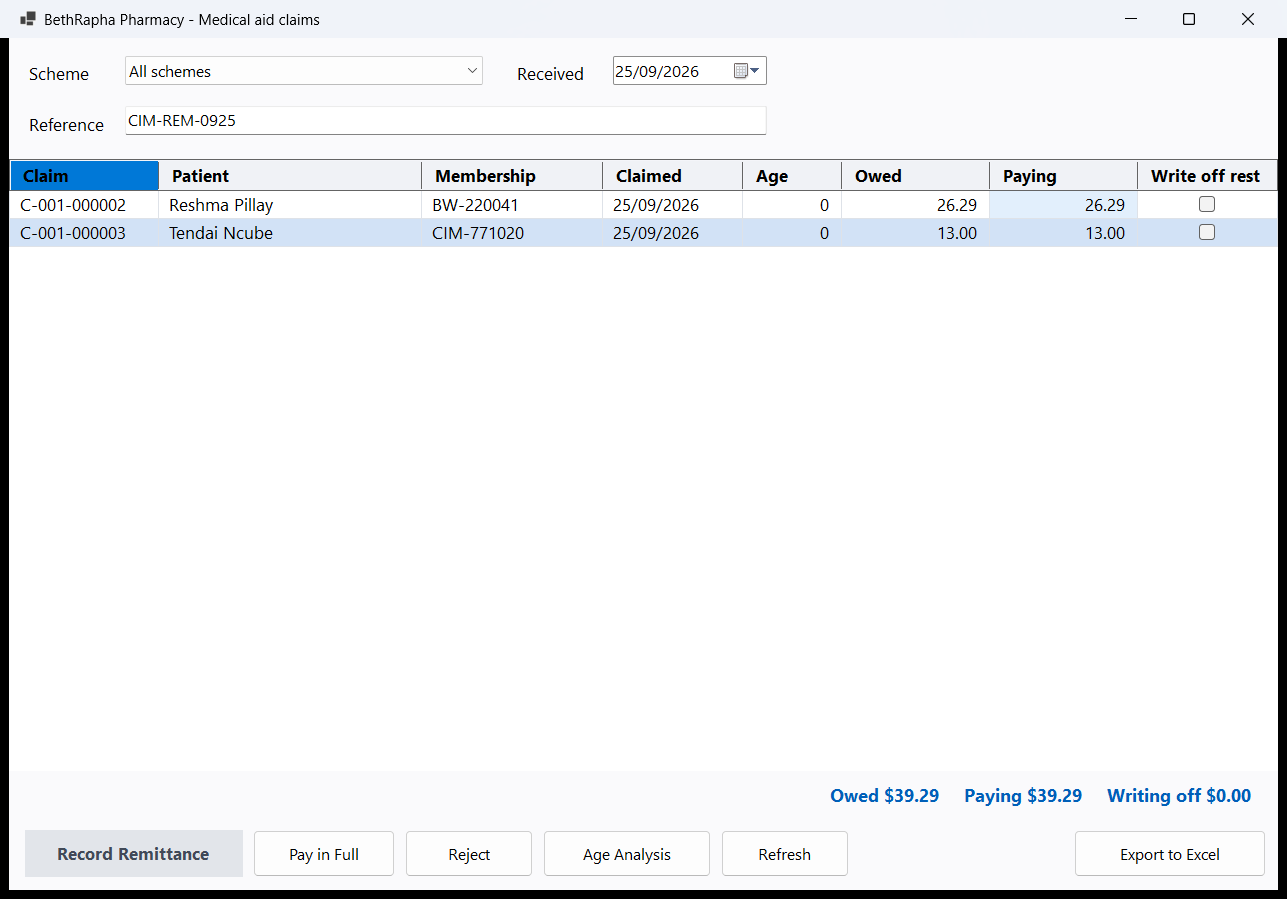 BethRapha Pharmacy - Medical aid claims
Scheme All schemes Received 25/09/2026
Reference CIM-REM-0925
Claim Patient Membership Claimed Age Owed Paying Write off rest
C-001-000002 Reshma Pillay BW-220041 25/09/2026 0 26.29 26.29
C-001-000003 Tendai Ncube CIM-771020 25/09/2026 0 13.00 13.00
Owed $39.29 Paying $39.29 Writing off $0.00
Record Remittance Pay in Full Reject Age Analysis Refresh Export to Excel